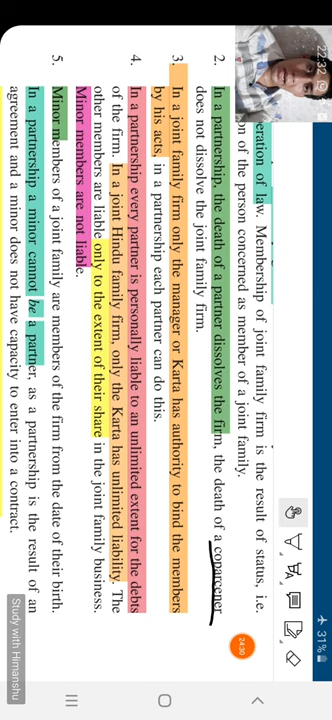 22:32
31%
eration of law. Membership of joint family firm is the result of status, i.e.
on of the person concerned as member of a joint family.
2. In a partnership, the death of a partner dissolves the firm, the death of a coparcener
does not dissolve the joint family firm.
3. In a joint family firm only the manager or Karta has authority to bind the members
by his acts, in a partnership each partner can do this.
4. In a partnership every partner is personally liable to an unlimited extent for the debts
of the firm. In a joint Hindu family firm, only the Karta has unlimited liability. The
other members are liable only to the extent of their share in the joint family business.
Minor members are not liable.
5. Minor members of a joint family are members of the firm from the date of their birth.
In a partnership a minor cannot be a partner, as a partnership is the result of an
agreement and a minor does not have capacity to enter into a contract.
24:30
Study with Himanshu